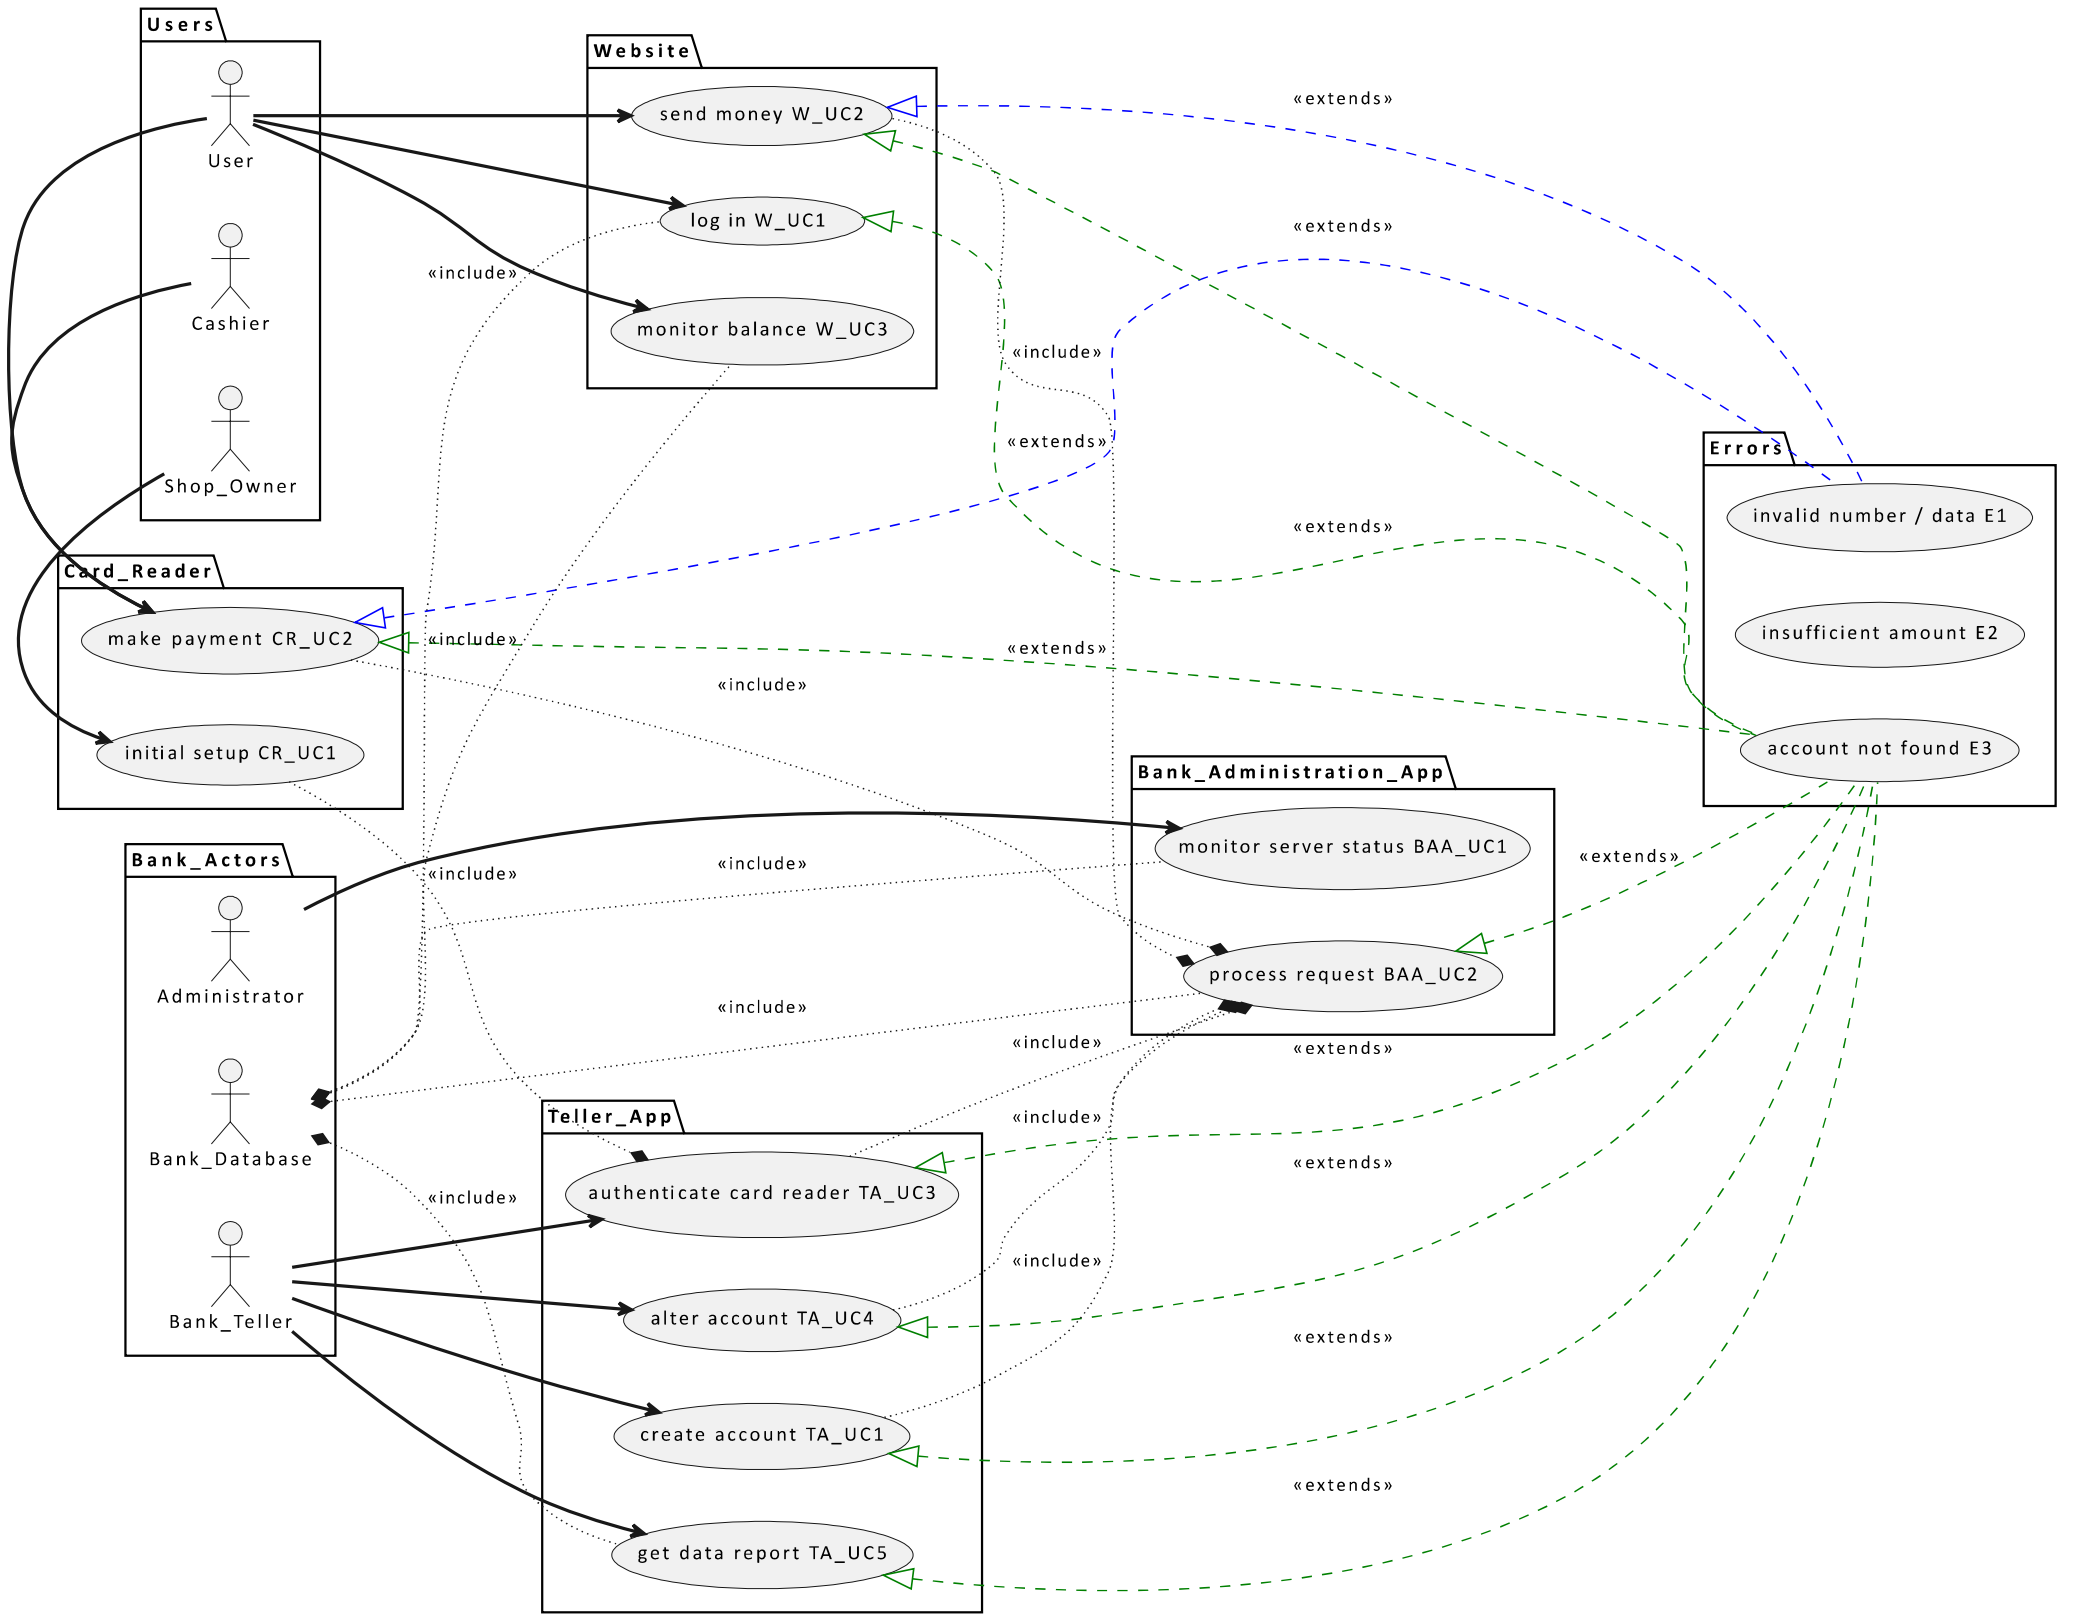 Users
User
Cashier
Shop_Owner
Website
send money W_UC2
log in W_UC1
monitor balance W_UC3
«include»
«extends»
«extends»
«include»
«extends»
«extends»
Errors
invalid number / data E1
insufficient amount E2
account not found E3
Card_Reader
make payment CR_UC2
initial setup CR_UC1
«include»
«include»
«extends»
Bank_Administration_App
monitor server status BAA_UC1
process request BAA_UC2
«extends»
Bank_Actors
Administrator
Bank_Database
Bank_Teller
«include»
«include»
«include»
«include»
«extends»
«include»
«extends»
«include»
«include»
«extends»
«extends»
Teller_App
authenticate card reader TA_UC3
alter account TA_UC4
create account TA_UC1
get data report TA_UC5